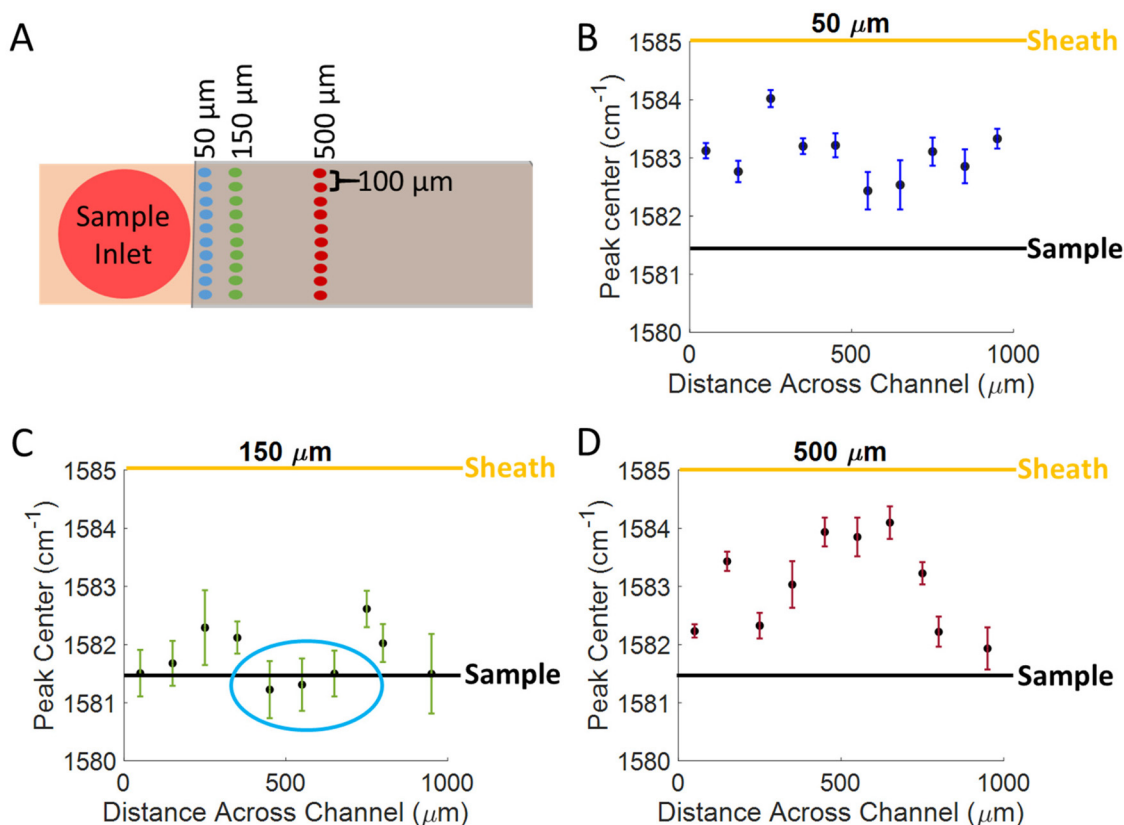 A
50 μm
150 μm
500 μm
100 μm
Sample
Inlet
B
50 μm
Sheath
Sample
1585
1584
1583
1582
1581
1580
Peak center (cm-1)
0
500
1000
Distance Across Channel (μm)
C
150 μm
Sheath
Sample
1585
1584
1583
1582
1581
1580
Peak Center (cm-1)
0
500
1000
Distance Across Channel (μm)
D
500 μm
Sheath
Sample
1585
1584
1583
1582
1581
1580
Peak Center (cm-1)
0
500
1000
Distance Across Channel (μm)